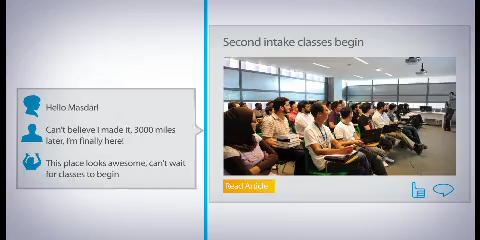 Second intake classes begin
Hello Masdar!
Can't believe I made it, 3000 miles
later, I'm finally here!
This place looks awesome, can't wait
for classes to begin
Read Article